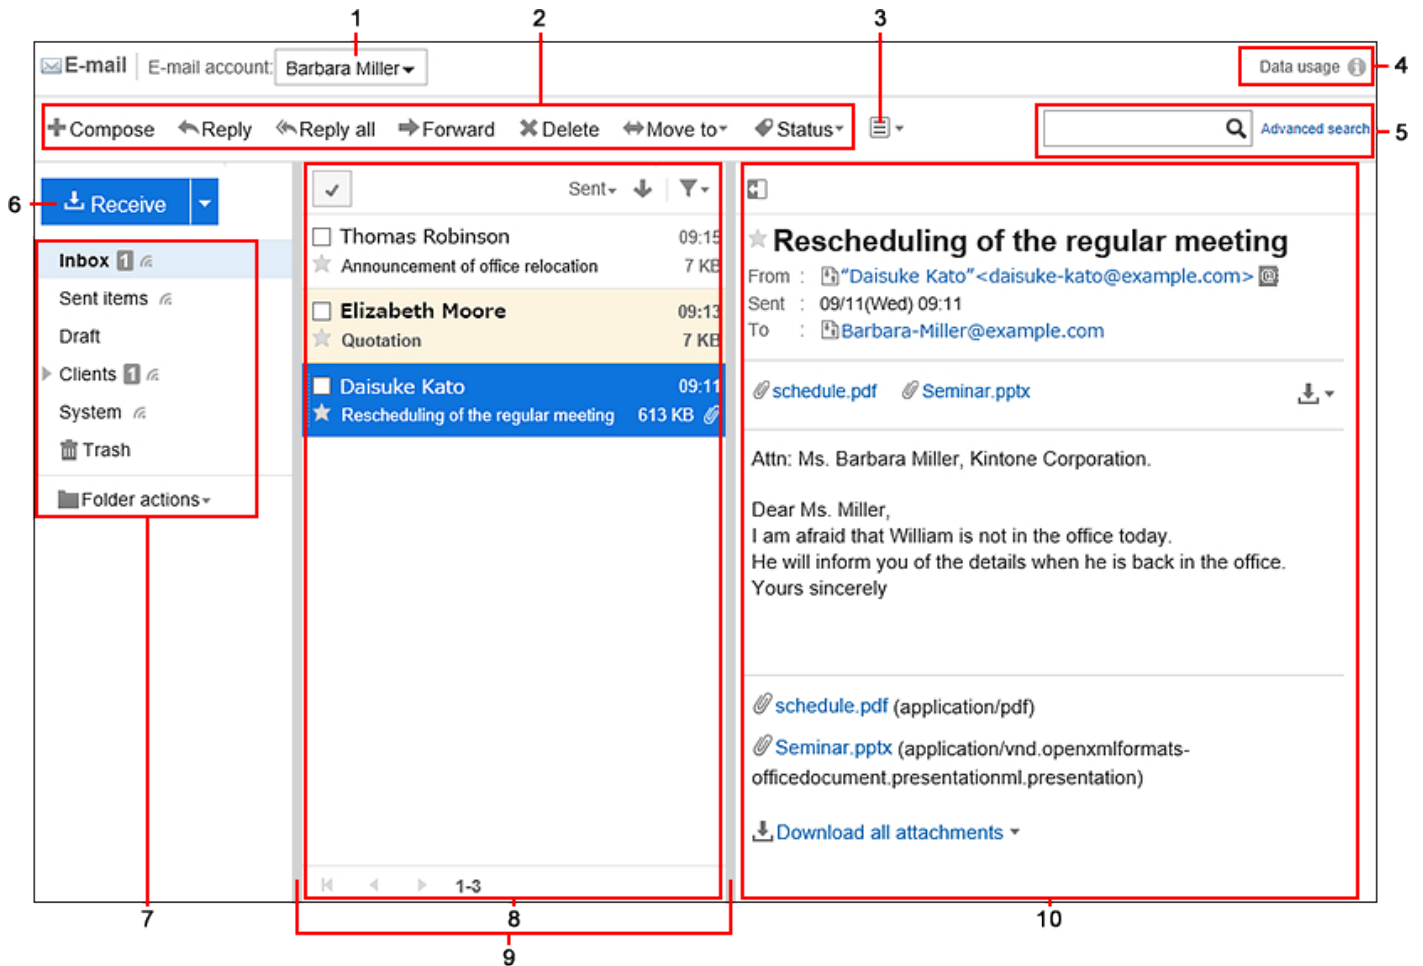 1 2 3
E-mail E-mail account: Barbara Miller Data usage 4
Compose Reply Reply all Forward Delete Move to Status Advanced search 5
6 Receive
Inbox 1
Sent items
Draft
Clients 1
System
Trash
Folder actions
7
Sent
Thomas Robinson 09:15
Announcement of office relocation 7 KB
Elizabeth Moore 09:13
Quotation 7 KB
Daisuke Kato 09:11
Rescheduling of the regular meeting 613 KB
1-3
8
9
Rescheduling of the regular meeting
From : "Daisuke Kato"<daisuke-kato@example.com>
Sent : 09/11(Wed) 09:11
To : Barbara-Miller@example.com
schedule.pdf Seminar.pptx
Attn: Ms. Barbara Miller, Kintone Corporation.
Dear Ms. Miller,
I am afraid that William is not in the office today.
He will inform you of the details when he is back in the office.
Yours sincerely
schedule.pdf (application/pdf)
Seminar.pptx (application/vnd.openxmlformats-
officedocument.presentationml.presentation)
Download all attachments
10